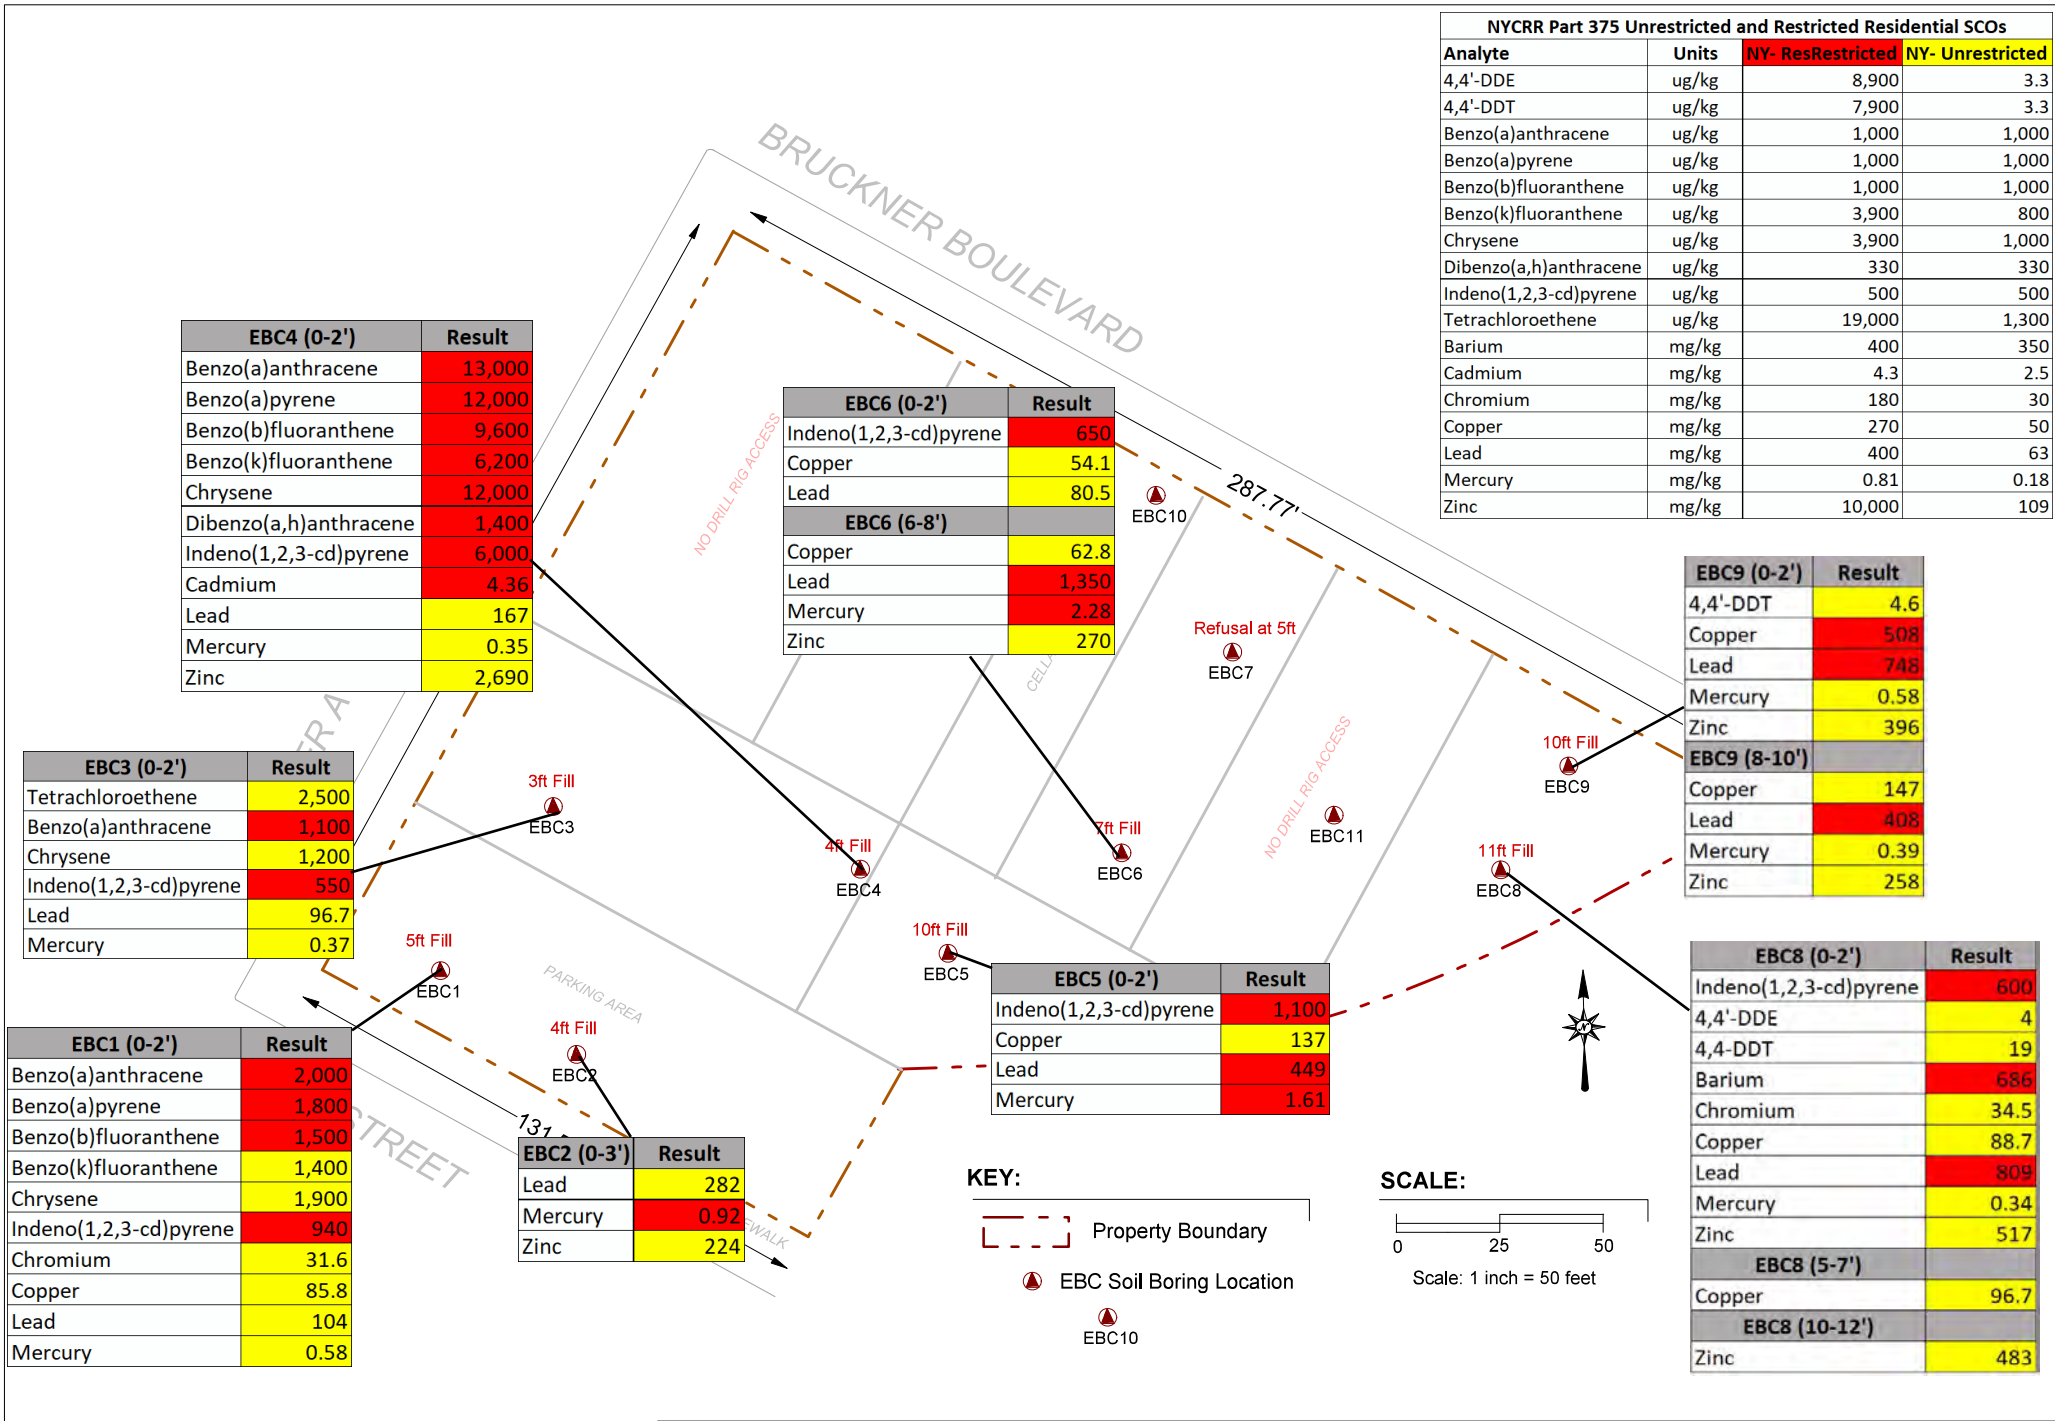 NYCRR Part 375 Unrestricted and Restricted Residential SCOs
Analyte Units NY- ResRestricted NY- Unrestricted
4,4'-DDE ug/kg 8,900 3.3
4,4'-DDT ug/kg 7,900 3.3
Benzo(a)anthracene ug/kg 1,000 1,000
Benzo(a)pyrene ug/kg 1,000 1,000
Benzo(b)fluoranthene ug/kg 1,000 1,000
Benzo(k)fluoranthene ug/kg 3,900 800
Chrysene ug/kg 3,900 1,000
Dibenzo(a,h)anthracene ug/kg 330 330
Indeno(1,2,3-cd)pyrene ug/kg 500 500
Tetrachloroethene ug/kg 19,000 1,300
Barium mg/kg 400 350
Cadmium mg/kg 4.3 2.5
Chromium mg/kg 180 30
Copper mg/kg 270 50
Lead mg/kg 400 63
Mercury mg/kg 0.81 0.18
Zinc mg/kg 10,000 109
BRUCKNER BOULEVARD
287.77'
EBC4 (0-2') Result
Benzo(a)anthracene 13,000
Benzo(a)pyrene 12,000
Benzo(b)fluoranthene 9,600
Benzo(k)fluoranthene 6,200
Chrysene 12,000
Dibenzo(a,h)anthracene 1,400
Indeno(1,2,3-cd)pyrene 6,000
Cadmium 4.36
Lead 167
Mercury 0.35
Zinc 2,690
NO DRILL RIG ACCESS
EBC6 (0-2') Result
Indeno(1,2,3-cd)pyrene 650
Copper 54.1
Lead 80.5
EBC6 (6-8')
Copper 62.8
Lead 1,350
Mercury 2.28
Zinc 270
CELLA
EBC10
Refusal at 5ft
EBC7
NO DRILL RIG ACCESS
EBC11
10ft Fill
EBC9
EBC9 (0-2') Result
4,4'-DDT 4.6
Copper 508
Lead 748
Mercury 0.58
Zinc 396
EBC9 (8-10')
Copper 147
Lead 408
Mercury 0.39
Zinc 258
11ft Fill
EBC8
ER A
EBC3 (0-2') Result
Tetrachloroethene 2,500
Benzo(a)anthracene 1,100
Chrysene 1,200
Indeno(1,2,3-cd)pyrene 550
Lead 96.7
Mercury 0.37
3ft Fill
EBC3
4ft Fill
EBC4
7ft Fill
EBC6
5ft Fill
EBC1
PARKING AREA
10ft Fill
EBC5
4ft Fill
EBC2
EBC5 (0-2') Result
Indeno(1,2,3-cd)pyrene 1,100
Copper 137
Lead 449
Mercury 1.61
EBC8 (0-2') Result
Indeno(1,2,3-cd)pyrene 600
4,4'-DDE 4
4,4-DDT 19
Barium 686
Chromium 34.5
Copper 88.7
Lead 809
Mercury 0.34
Zinc 517
EBC8 (5-7')
Copper 96.7
EBC8 (10-12')
Zinc 483
N
EBC1 (0-2') Result
Benzo(a)anthracene 2,000
Benzo(a)pyrene 1,800
Benzo(b)fluoranthene 1,500
Benzo(k)fluoranthene 1,400
Chrysene 1,900
Indeno(1,2,3-cd)pyrene 940
Chromium 31.6
Copper 85.8
Lead 104
Mercury 0.58
STREET
131.
EBC2 (0-3') Result
Lead 282
Mercury 0.92
Zinc 224
EWALK
KEY:
Property Boundary
EBC Soil Boring Location
EBC10
SCALE:
0 25 50
Scale: 1 inch = 50 feet